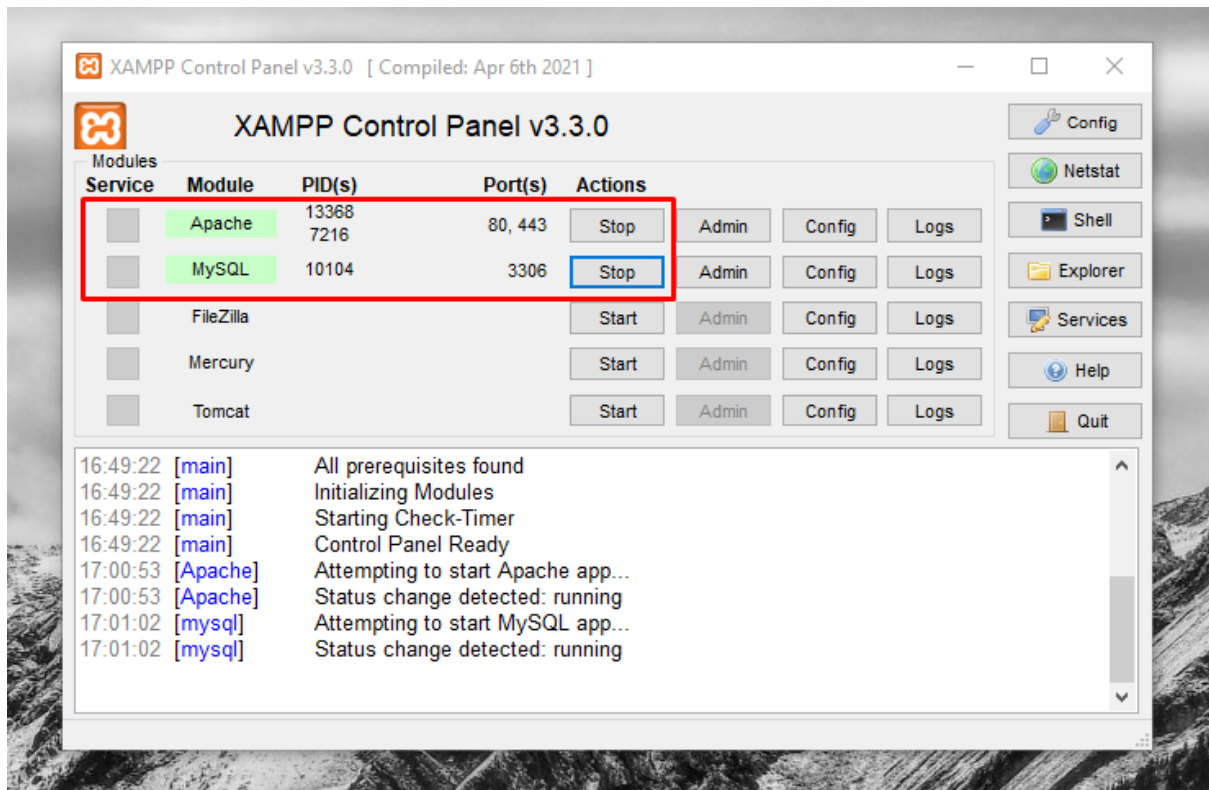 XAMPP Control Panel v3.3.0 [ Compiled: Apr 6th 2021 ]
XAMPP Control Panel v3.3.0
Config
Modules
Netstat
Service Module PID(s) Port(s) Actions
Apache 13368 7216 80, 443 Stop Admin Config Logs
Shell
MySQL 10104 3306 Stop Admin Config Logs
Explorer
FileZilla Start Admin Config Logs
Services
Mercury Start Admin Config Logs
Help
Tomcat Start Admin Config Logs
Quit
16:49:22 [main] All prerequisites found
16:49:22 [main] Initializing Modules
16:49:22 [main] Starting Check-Timer
16:49:22 [main] Control Panel Ready
17:00:53 [Apache] Attempting to start Apache app...
17:00:53 [Apache] Status change detected: running
17:01:02 [mysql] Attempting to start MySQL app...
17:01:02 [mysql] Status change detected: running